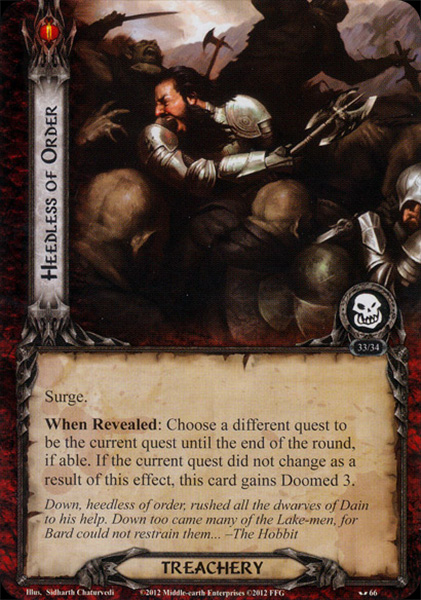 HEEDLESS OF ORDER
33/34
Surge.
When Revealed: Choose a different quest to
be the current quest until the end of the round,
if able. If the current quest did not change as a
result of this effect, this card gains Doomed 3.
Down, heedless of order, rushed all the dwarves of Dain
to his help. Down too came many of the Lake-men, for
Bard could not restrain them... –The Hobbit
TREACHERY
Illus. Sidharth Chaturvedi ©2012 Middle-earth Enterprises ©2012 FFG 66